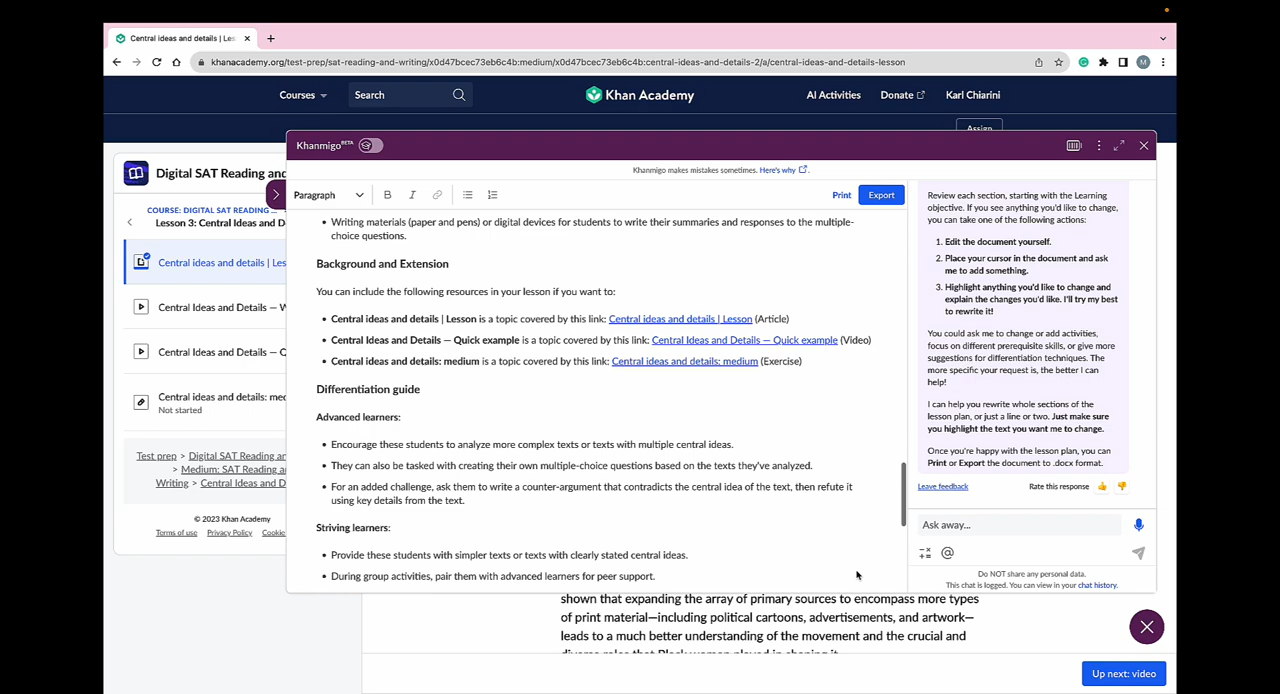 Central ideas and details | Les
khanacademy.org/test-prep/sat-reading-and-writing/x0d47bcec73eb6c4b:medium/x0d47bcec73eb6c4b:central-ideas-and-details-2/a/central-ideas-and-details-lesson
M
Courses
Search
Khan Academy
AI Activities
Donate
Karl Chiarini
Assign
Digital SAT Reading and
COURSE: DIGITAL SAT READING ...
Lesson 3: Central Ideas and D
Central ideas and details | Les
Central Ideas and Details — W
Central Ideas and Details — Q
Central ideas and details: med
Not started
Test prep > Digital SAT Reading an
> Medium: SAT Reading an
Writing > Central Ideas and D
© 2023 Khan Academy
Terms of use Privacy Policy Cookie
Khanmigo BETA
Khanmigo makes mistakes sometimes. Here's why.
Paragraph
B
I
Print
Export
• Writing materials (paper and pens) or digital devices for students to write their summaries and responses to the multiple-
choice questions.
Background and Extension
You can include the following resources in your lesson if you want to:
• Central ideas and details | Lesson is a topic covered by this link: Central ideas and details | Lesson (Article)
• Central Ideas and Details — Quick example is a topic covered by this link: Central Ideas and Details — Quick example (Video)
• Central ideas and details: medium is a topic covered by this link: Central ideas and details: medium (Exercise)
Differentiation guide
Advanced learners:
• Encourage these students to analyze more complex texts or texts with multiple central ideas.
• They can also be tasked with creating their own multiple-choice questions based on the texts they've analyzed.
• For an added challenge, ask them to write a counter-argument that contradicts the central idea of the text, then refute it
using key details from the text.
Striving learners:
• Provide these students with simpler texts or texts with clearly stated central ideas.
• During group activities, pair them with advanced learners for peer support.
Review each section, starting with the Learning
objective. If you see anything you'd like to change,
you can take one of the following actions:
1. Edit the document yourself.
2. Place your cursor in the document and ask
me to add something.
3. Highlight anything you'd like to change and
explain the changes you'd like. I'll try my best
to rewrite it!
You could ask me to change or add activities,
focus on different prerequisite skills, or give more
suggestions for differentiation techniques. The
more specific your request is, the better I can
help!
I can help you rewrite whole sections of the
lesson plan, or just a line or two. Just make sure
you highlight the text you want me to change.
Once you're happy with the lesson plan, you can
Print or Export the document to .docx format.
Leave feedback
Rate this response
Ask away...
Do NOT share any personal data.
This chat is logged. You can view in your chat history.
shown that expanding the array of primary sources to encompass more types
of print material—including political cartoons, advertisements, and artwork—
leads to a much better understanding of the movement and the crucial and
diverse roles that Black women played in shaping it.
Up next: video